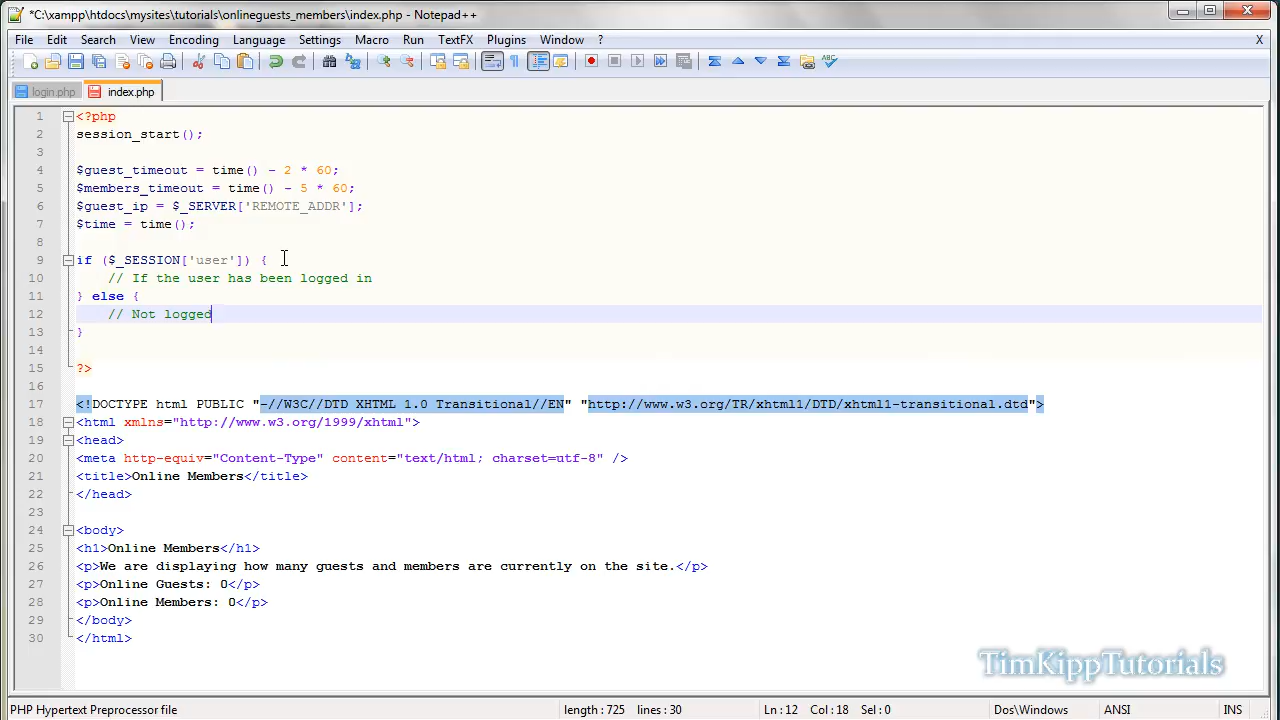 *C:\xampp\htdocs\mysites\tutorials\onlineguests_members\index.php - Notepad++
File Edit Search View Encoding Language Settings Macro Run TextFX Plugins Window ? X
login.php index.php
1 <?php
2 session_start();
3
4 $guest_timeout = time() - 2 * 60;
5 $members_timeout = time() - 5 * 60;
6 $guest_ip = $_SERVER['REMOTE_ADDR'];
7 $time = time();
8
9 if ($_SESSION['user']) {
10 // If the user has been logged in
11 } else {
12 // Not logged
13 }
14
15 ?>
16
17 <!DOCTYPE html PUBLIC "-//W3C//DTD XHTML 1.0 Transitional//EN" "http://www.w3.org/TR/xhtml1/DTD/xhtml1-transitional.dtd">
18 <html xmlns="http://www.w3.org/1999/xhtml">
19 <head>
20 <meta http-equiv="Content-Type" content="text/html; charset=utf-8" />
21 <title>Online Members</title>
22 </head>
23
24 <body>
25 <h1>Online Members</h1>
26 <p>We are displaying how many guests and members are currently on the site.</p>
27 <p>Online Guests: 0</p>
28 <p>Online Members: 0</p>
29 </body>
30 </html>
TimKippTutorials
PHP Hypertext Preprocessor file length : 725 lines : 30 Ln : 12 Col : 18 Sel : 0 Dos\Windows ANSI INS